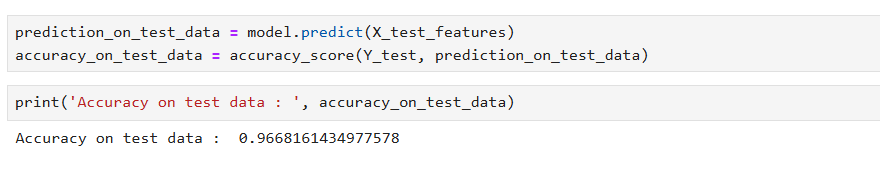 prediction_on_test_data = model.predict(X_test_features)
accuracy_on_test_data = accuracy_score(Y_test, prediction_on_test_data)
print('Accuracy on test data : ', accuracy_on_test_data)
Accuracy on test data :  0.9668161434977578